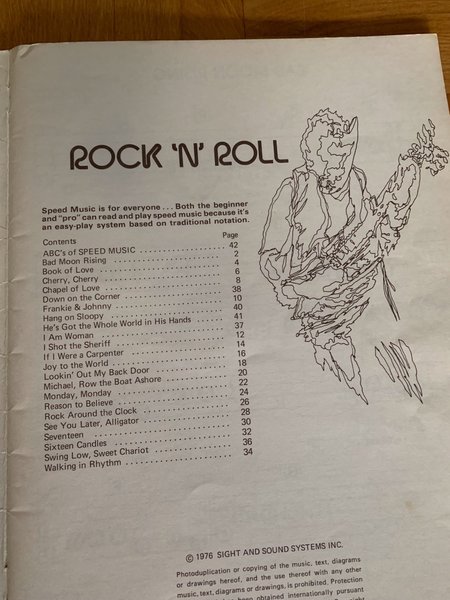 ROCK 'N' ROLL
Speed Music is for everyone . . . Both the beginner
and "pro" can read and play speed music because it's
an easy-play system based on traditional notation.
Contents Page
ABC's of SPEED MUSIC 42
Bad Moon Rising 2
Book of Love 4
Cherry, Cherry 6
Chapel of Love 8
Down on the Corner 38
Frankie & Johnny 10
Hang on Sloopy 40
He's Got the Whole World in His Hands 41
I Am Woman 37
I Shot the Sheriff 12
If I Were a Carpenter 14
Joy to the World 16
Lookin' Out My Back Door 18
Michael, Row the Boat Ashore 20
Monday, Monday 22
Reason to Believe 24
Rock Around the Clock 26
See You Later, Alligator 28
Seventeen 30
Sixteen Candles 32
Swing Low, Sweet Chariot 36
Walking in Rhythm 34
© 1976 SIGHT AND SOUND SYSTEMS INC.
Photoduplication or copying of the music, text, diagrams
or drawings hereof, and the use thereof with any other
music, text, diagrams or drawings, is prohibited. Protection
been obtained internationally pursuant